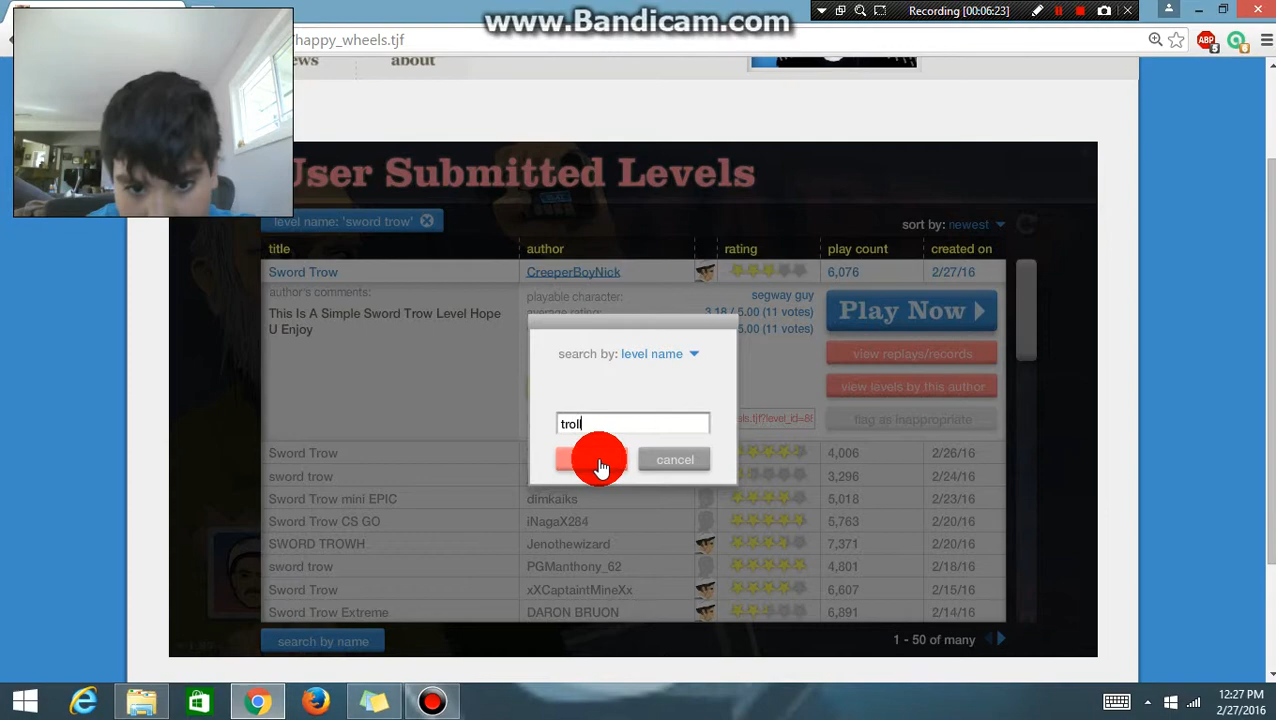 www.Bandicam.com
Recording [00:06:23]
/happy_wheels.tjf
ews
about
User Submitted Levels
level name: 'sword trow'
sort by: newest
title author rating play count created on
Sword Trow CreeperBoyNick 6,076 2/27/16
author's comments:
This Is A Simple Sword Trow Level Hope
U Enjoy
playable character: segway guy
average rating: 3.18 / 5.00 (11 votes)
5.00 (11 votes)
Play Now
view replays/records
view levels by this author
sls.tjf?level_id=8
flag as inappropriate
search by: level name
troll
cancel
Sword Trow 4,006 2/26/16
sword trow 3,296 2/24/16
Sword Trow mini EPIC dimkaiks 5,018 2/23/16
Sword Trow CS GO iNagaX284 5,763 2/20/16
SWORD TROWH Jenothewizard 7,371 2/19/16
sword trow PGManthony_62 4,801 2/18/16
Sword Trow xXCaptaintMineXx 6,607 2/15/16
Sword Trow Extreme DARON BRUON 6,891 2/14/16
search by name
1 - 50 of many
12:27 PM
2/27/2016